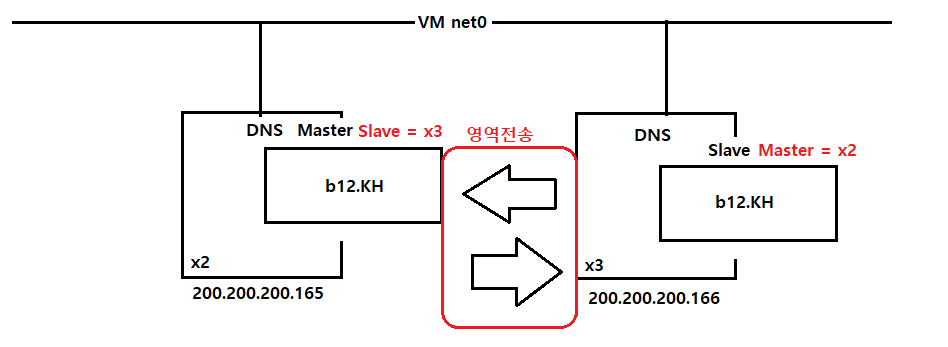 VM net0
DNS Master Slave = x3
영역전송
DNS
Slave Master = x2
b12.KH
b12.KH
x2
x3
200.200.200.165
200.200.200.166